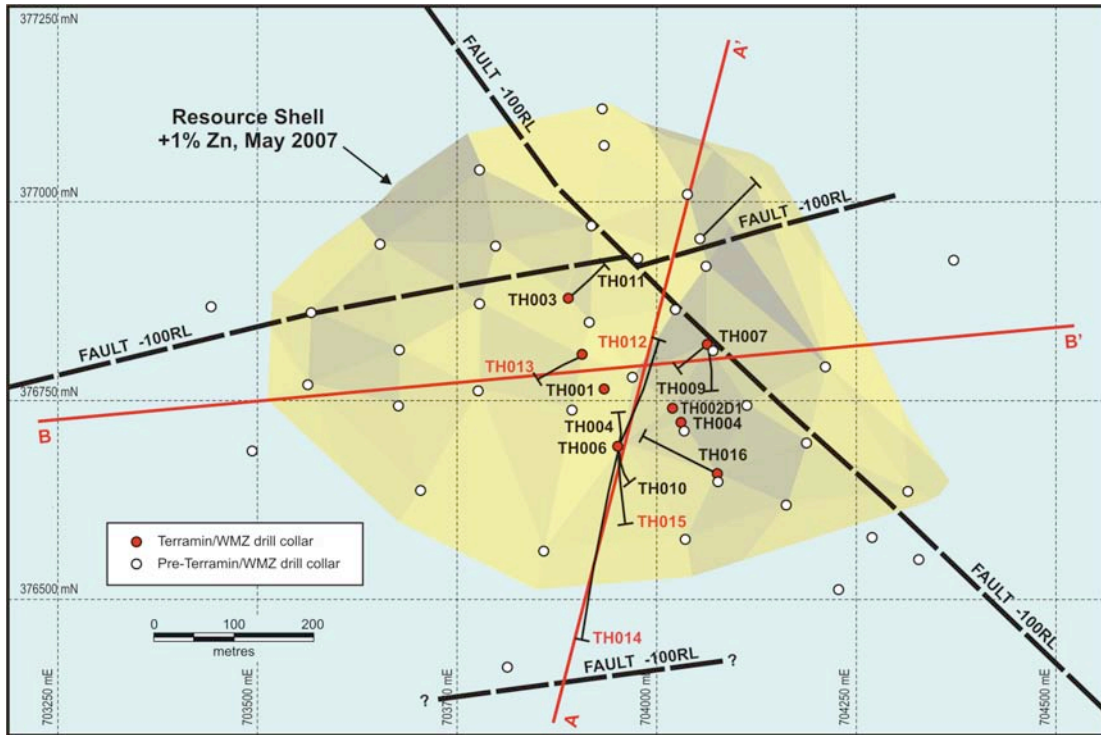 377250 mN
FAULT -100RL
A'
Resource Shell
+1% Zn, May 2007
377000 mN
FAULT -100RL
TH011
TH003
FAULT -100RL
TH012
TH007
B'
TH013
376750 mN
TH001
TH009
TH002D1
B
TH004
TH004
TH006
TH016
TH010
TH015
Terramin/WMZ drill collar
Pre-Terramin/WMZ drill collar
376500 mN
FAULT -100RL
0 100 200
metres
TH014
? FAULT -100RL ?
A
703250 mE
703500 mE
703750 mE
704000 mE
704250 mE
704500 mE